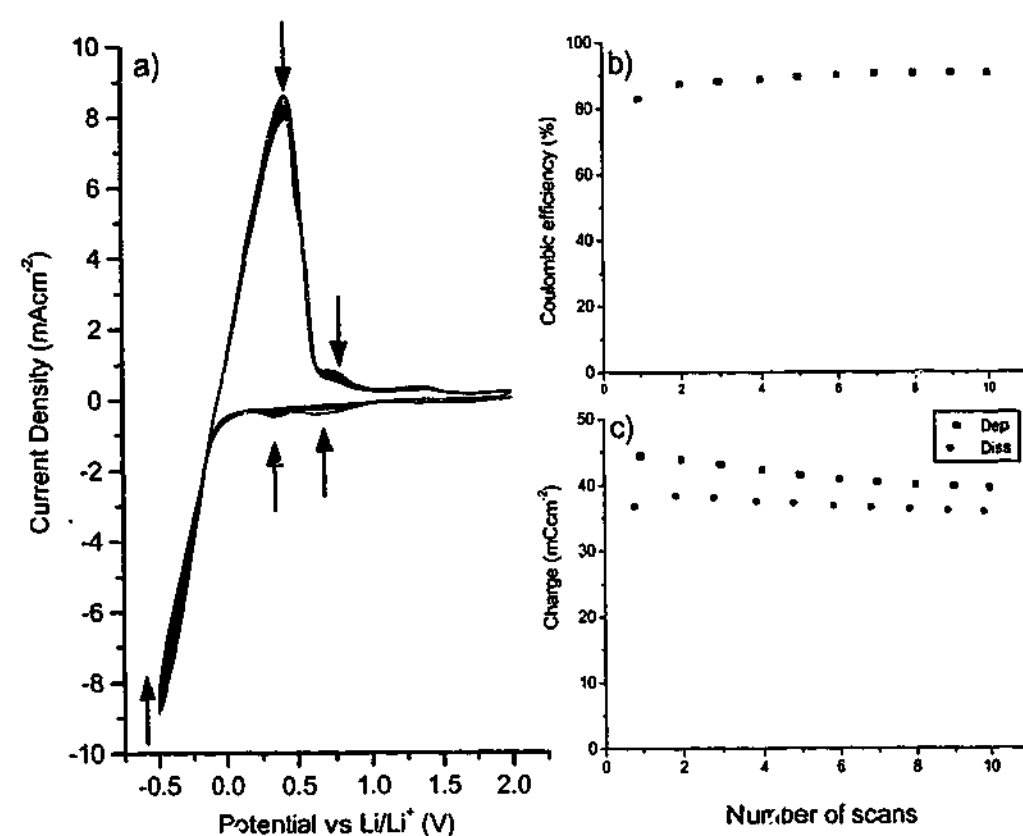 a)
10
8
6
4
2
0
-2
-4
-6
-8
-10
Current Density (mAcm⁻²)
-0.5 0.0 0.5 1.0 1.5 2.0
Potential vs Li/Li⁺ (V)
b)
100
80
60
40
20
0
Coulombic efficiency (%)
0 2 4 6 8 10
c)
50
40
30
20
10
0
Charge (mCcm⁻²)
Dep
Diss
0 2 4 6 8 10
Number of scans